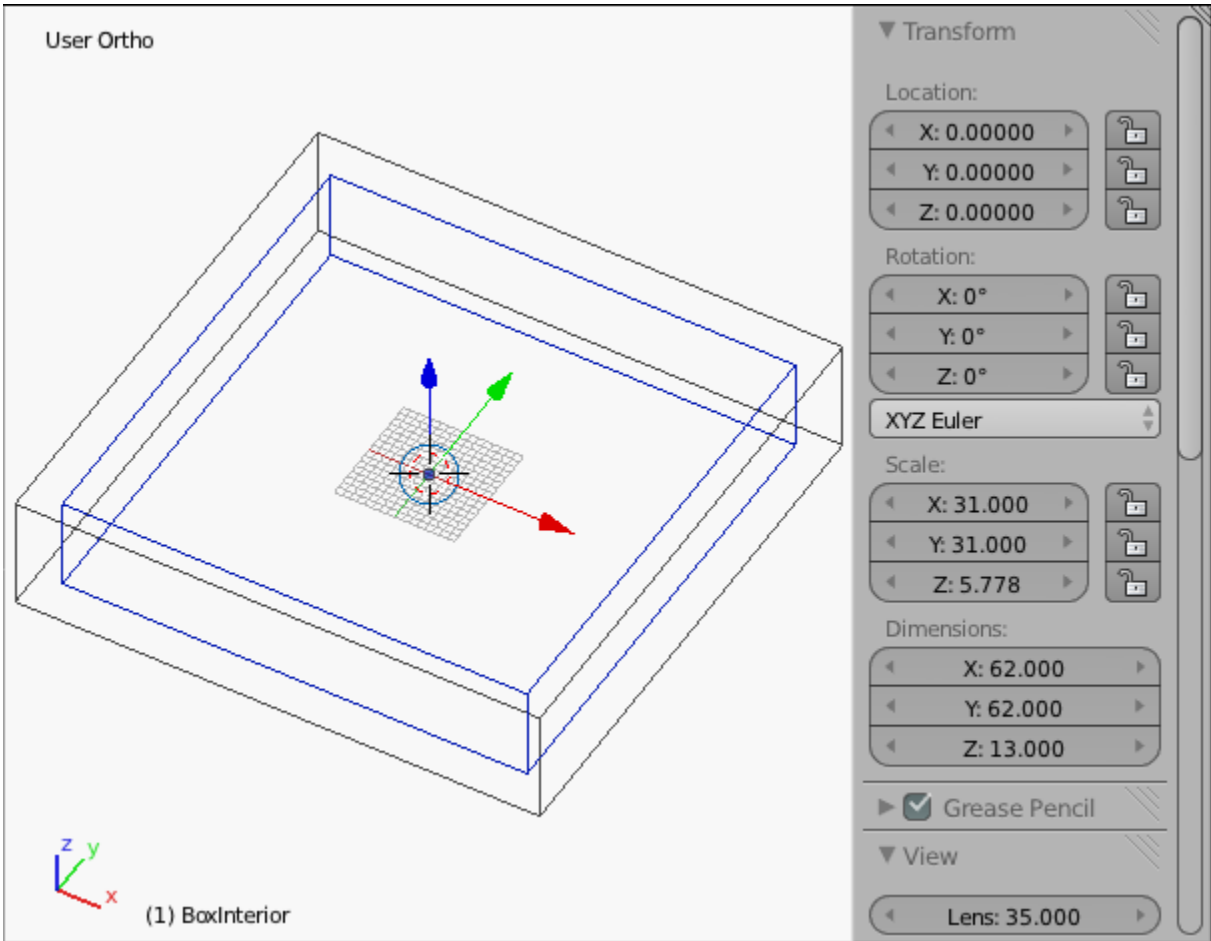 User Ortho
z
y
x
(1) BoxInterior
Transform
Location:
X: 0.00000
Y: 0.00000
Z: 0.00000
Rotation:
X: 0°
Y: 0°
Z: 0°
XYZ Euler
Scale:
X: 31.000
Y: 31.000
Z: 5.778
Dimensions:
X: 62.000
Y: 62.000
Z: 13.000
Grease Pencil
View
Lens: 35.000